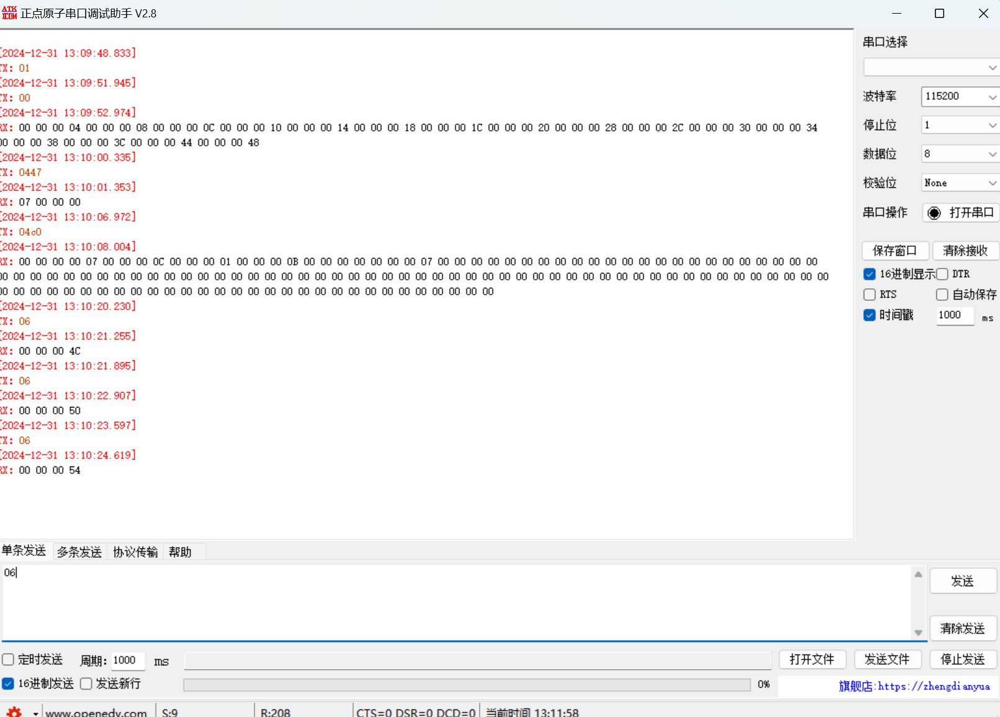 ATK
XCOM 正点原子串口调试助手 V2.8
[2024-12-31 13:09:48.833]
TX: 01
[2024-12-31 13:09:51.945]
TX: 00
[2024-12-31 13:09:52.974]
RX: 00 00 00 04 00 00 00 08 00 00 00 0C 00 00 00 10 00 00 00 14 00 00 00 18 00 00 00 1C 00 00 00 20 00 00 00 28 00 00 00 2C 00 00 00 30 00 00 00 34
00 00 00 38 00 00 00 3C 00 00 00 44 00 00 00 48
[2024-12-31 13:10:00.335]
TX: 0447
[2024-12-31 13:10:01.353]
RX: 07 00 00 00
[2024-12-31 13:10:06.972]
TX: 04c0
[2024-12-31 13:10:08.004]
RX: 00 00 00 00 07 00 00 00 0C 00 00 00 01 00 00 00 0B 00 00 00 00 00 00 00 07 00 00 00 00 00 00 00 00 00 00 00 00 00 00 00 00 00 00 00 00 00 00 00
00 00 00 00 00 00 00 00 00 00 00 00 00 00 00 00 00 00 00 00 00 00 00 00 00 00 00 00 00 00 00 00 00 00 00 00 00 00 00 00 00 00 00 00 00 00 00 00 00 00
00 00 00 00 00 00 00 00 00 00 00 00 00 00 00 00 00 00 00 00 00 00 00 00 00 00 00 00 00 00
[2024-12-31 13:10:20.230]
TX: 06
[2024-12-31 13:10:21.255]
RX: 00 00 00 4C
[2024-12-31 13:10:21.895]
TX: 06
[2024-12-31 13:10:22.907]
RX: 00 00 00 50
[2024-12-31 13:10:23.597]
TX: 06
[2024-12-31 13:10:24.619]
RX: 00 00 00 54
串口选择
波特率 115200
停止位 1
数据位 8
校验位 None
串口操作 打开串口
保存窗口 清除接收
16进制显示 DTR
RTS 自动保存
时间戳 1000 ms
单条发送 多条发送 协议传输 帮助
06
发送
清除发送
定时发送 周期: 1000 ms 打开文件 发送文件 停止发送
16进制发送 发送新行 0% 旗舰店:https://zhengdianyua
www.openedv.com S:9 R:208 CTS=0 DSR=0 DCD=0 当前时间 13:11:58